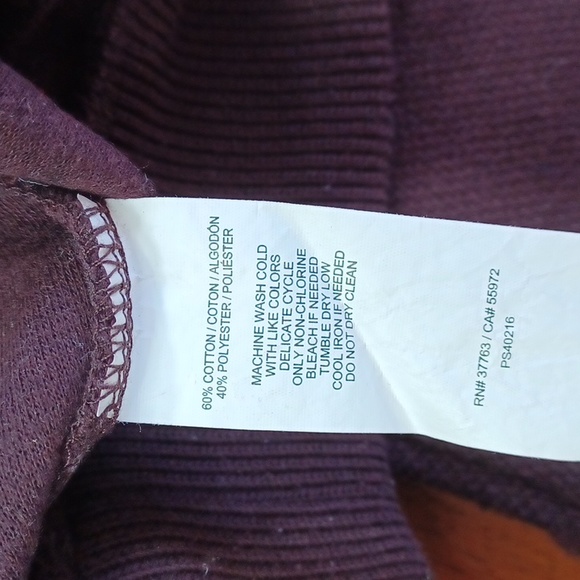 60% COTTON / COTON / ALGODÓN
40% POLYESTER / POLIÉSTER
MACHINE WASH COLD
WITH LIKE COLORS
DELICATE CYCLE
ONLY NON-CHLORINE
BLEACH IF NEEDED
TUMBLE DRY LOW
COOL IRON IF NEEDED
DO NOT DRY CLEAN
RN# 37763 / CA# 55972
PS40216